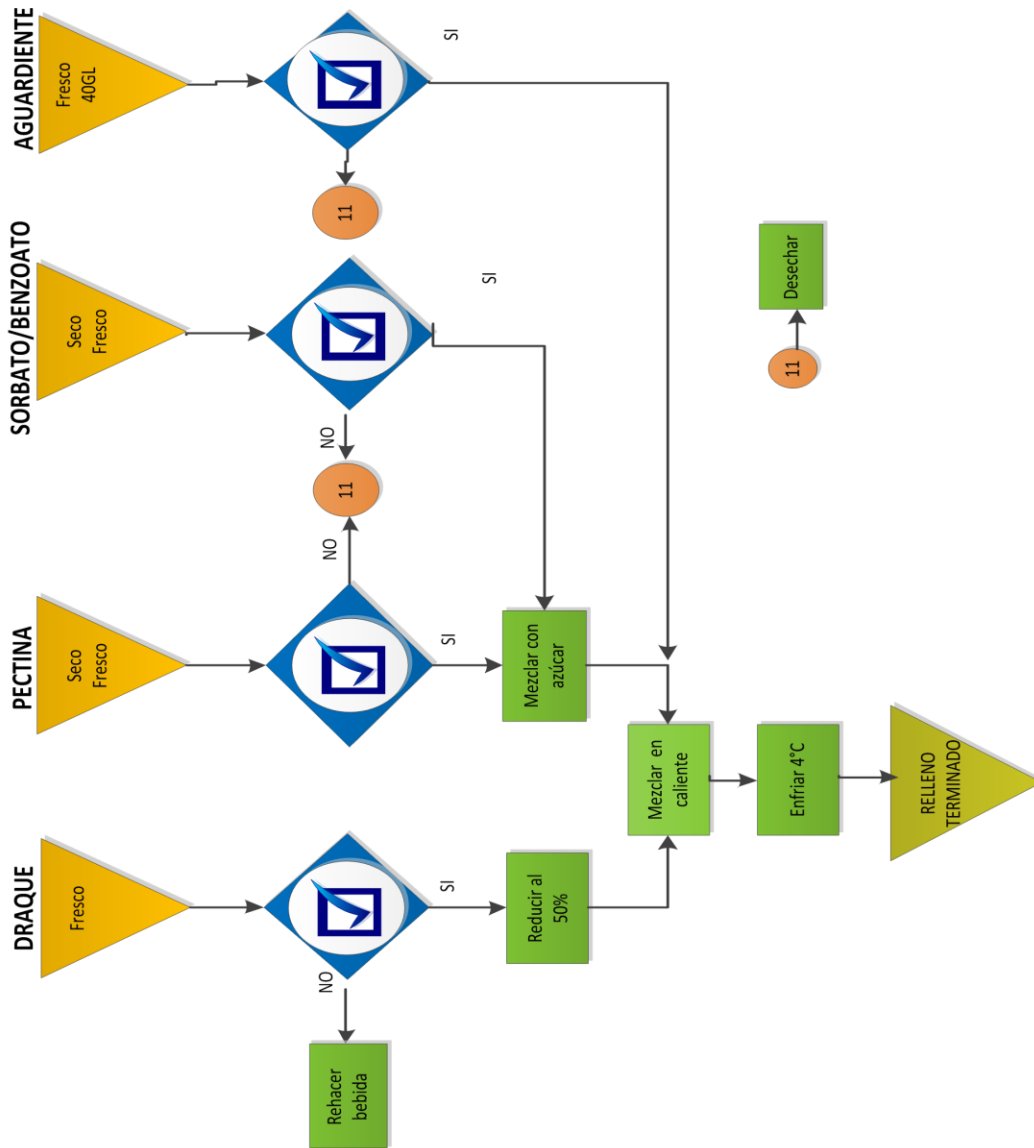 DRAQUE
PECTINA
SORBATO/BENZOATO
AGUARDIENTE
Fresco
Seco
Fresco
Seco
Fresco
Fresco
40GL
Rehacer
bebida
NO
NO
11
NO
11
SI
SI
SI
SI
Reducir al
50%
Mezclar con
azúcar
Mezclar en
caliente
Enfriar 4°C
11
Desechar
RELLENO
TERMINADO